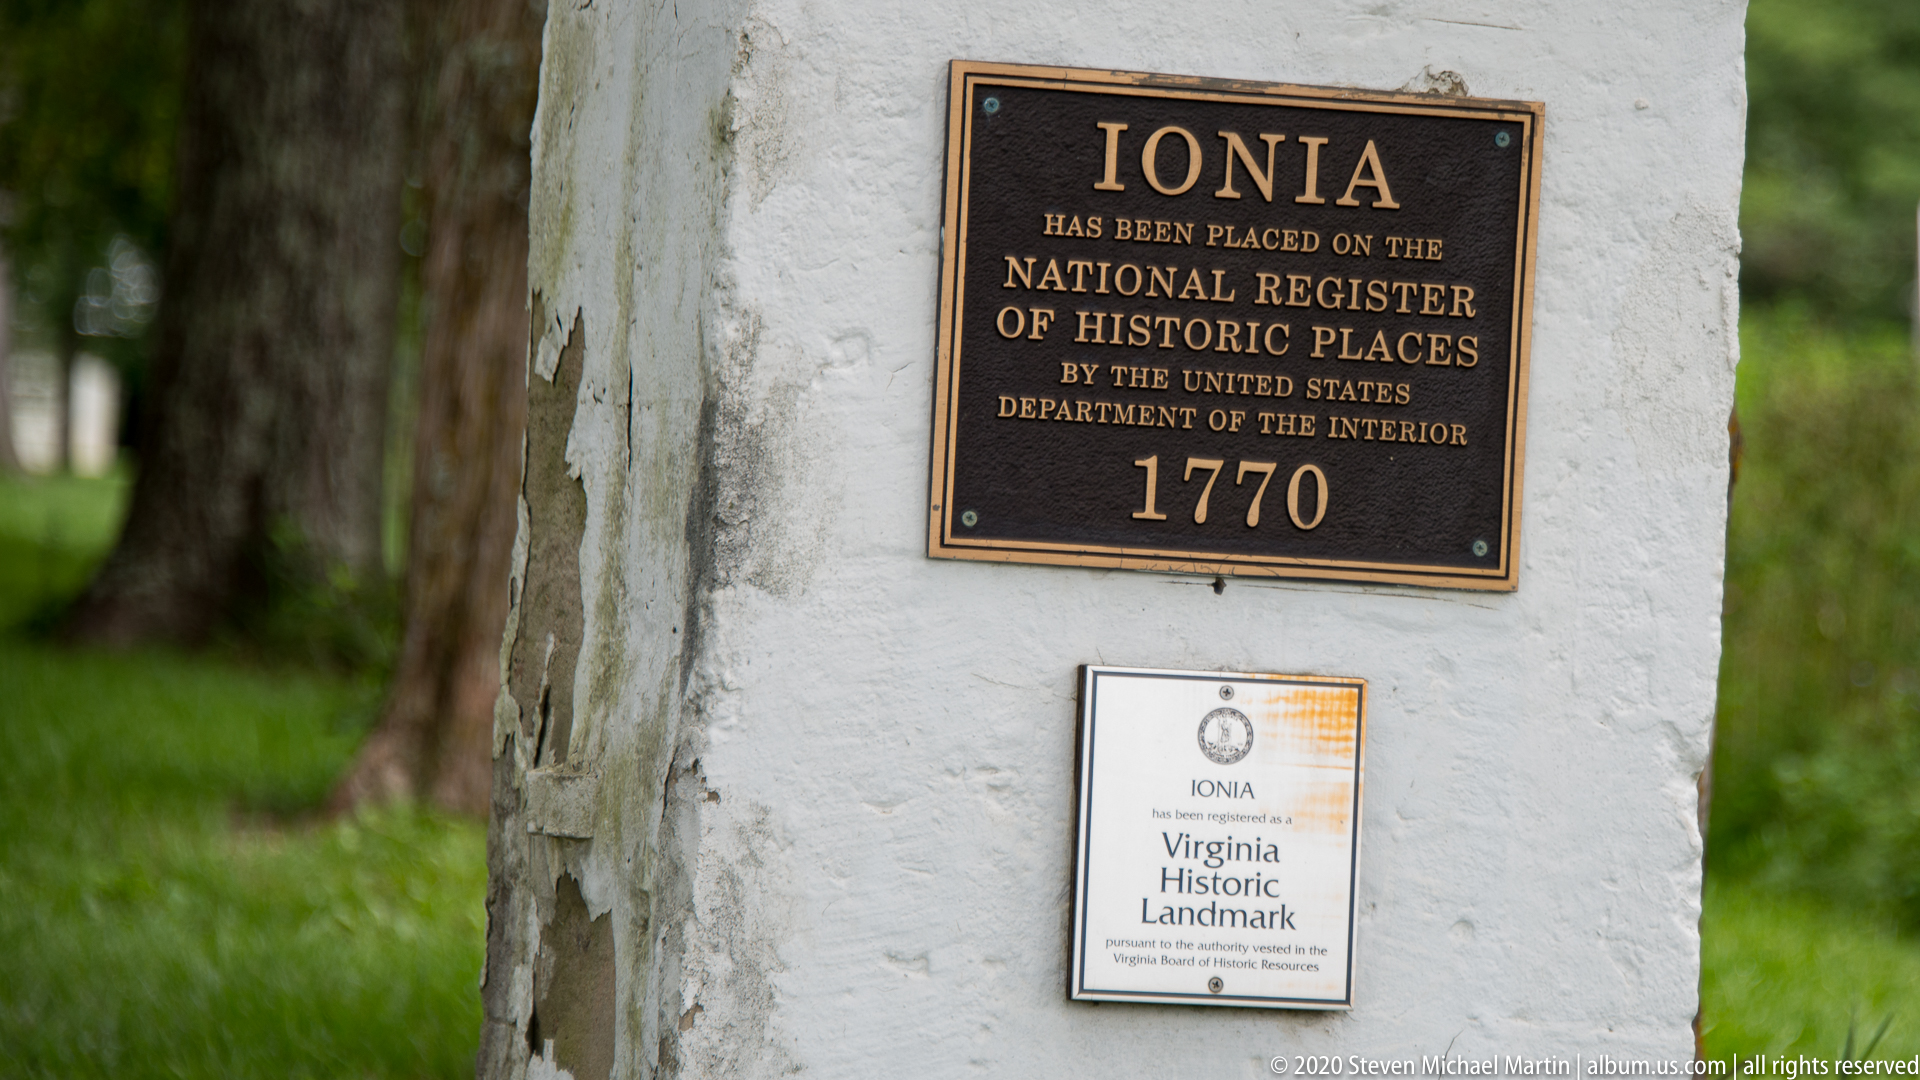 IONIA
HAS BEEN PLACED ON THE
NATIONAL REGISTER
OF HISTORIC PLACES
BY THE UNITED STATES
DEPARTMENT OF THE INTERIOR
1770
IONIA
has been registered as a
Virginia
Historic
Landmark
pursuant to the authority vested in the
Virginia Board of Historic Resources
© 2020 Steven Michael Martin | album.us.com | all rights reserved